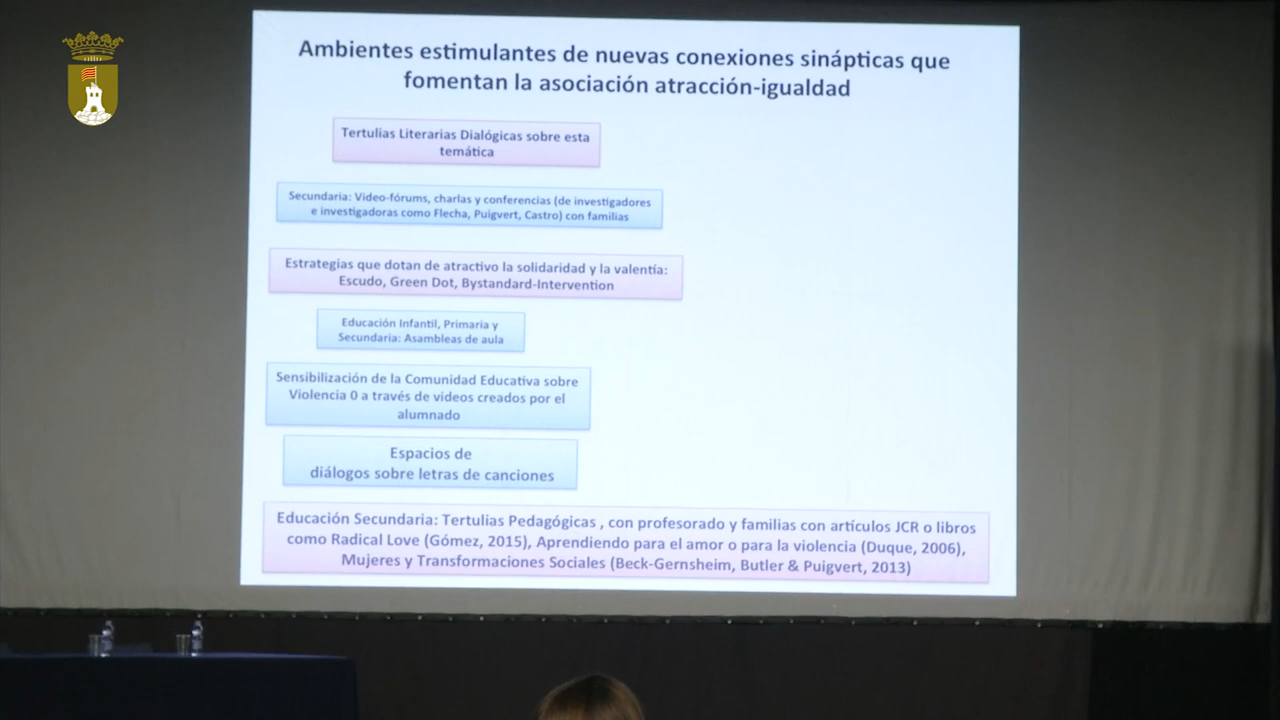 Ambientes estimulantes de nuevas conexiones sinápticas que
fomentan la asociación atracción-igualdad
Tertulias Literarias Dialógicas sobre esta
temática
Secundaria: Video-fórums, charlas y conferencias (de investigadores
e investigadoras como Flecha, Puigvert, Castro) con familias
Estrategias que dotan de atractivo la solidaridad y la valentía:
Escudo, Green Dot, Bystandard-Intervention
Educación Infantil, Primaria y
Secundaria: Asambleas de aula
Sensibilización de la Comunidad Educativa sobre
Violencia 0 a través de videos creados por el
alumnado
Espacios de
diálogos sobre letras de canciones
Educación Secundaria: Tertulias Pedagógicas , con profesorado y familias con artículos JCR o libros
como Radical Love (Gómez, 2015), Aprendiendo para el amor o para la violencia (Duque, 2006),
Mujeres y Transformaciones Sociales (Beck-Gernsheim, Butler & Puigvert, 2013)